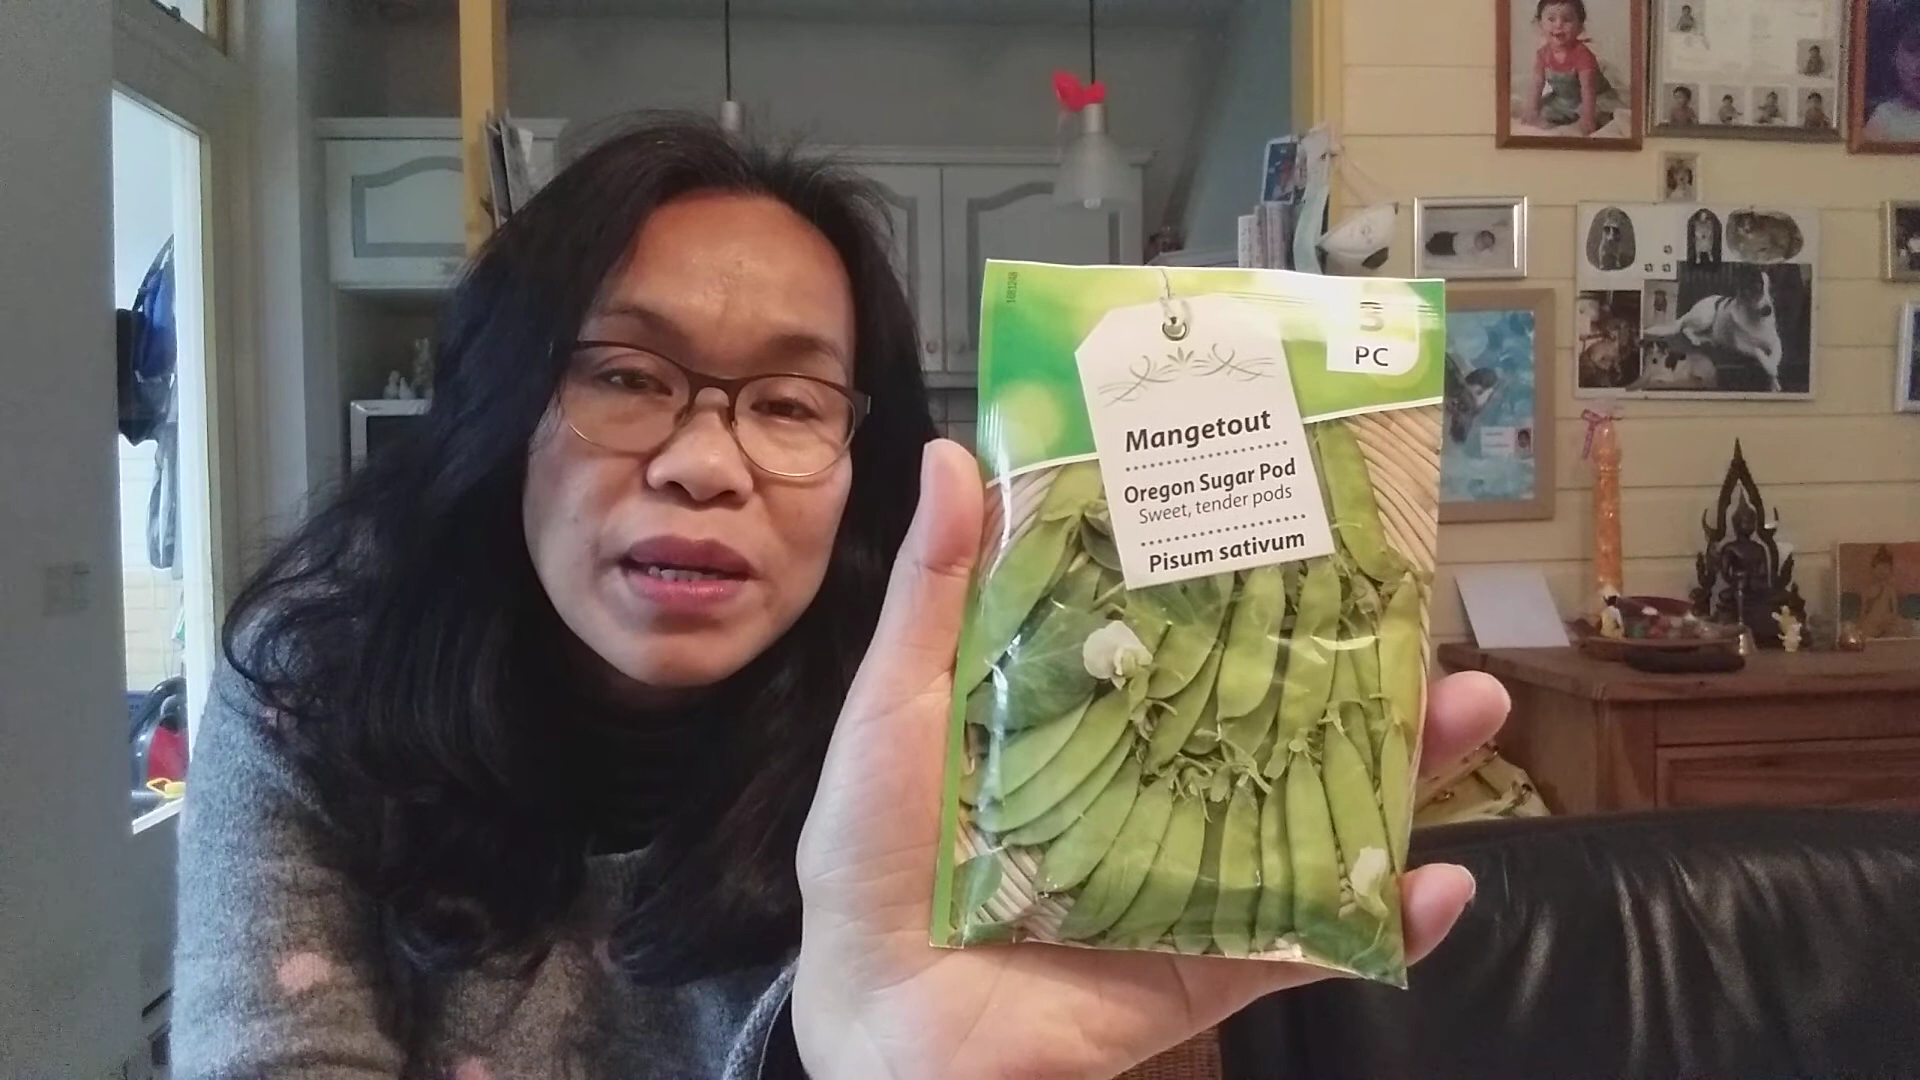 S
PC
Mangetout
Oregon Sugar Pod
Sweet, tender pods
Pisum sativum